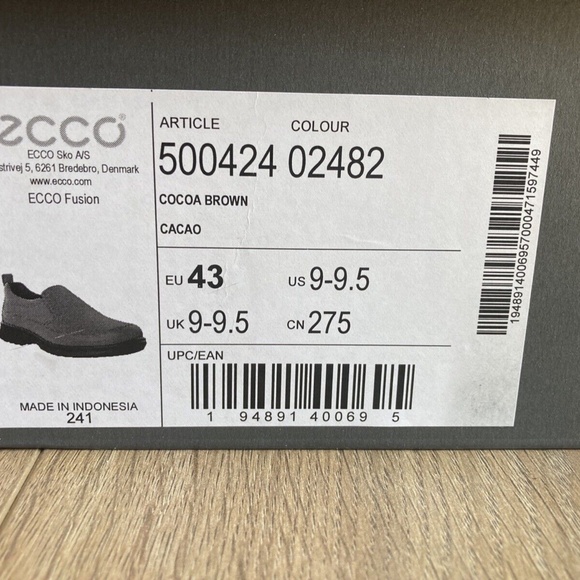 ecco
ECCO Sko A/S
strivej 5, 6261 Bredebro, Denmark
www.ecco.com
ECCO Fusion
MADE IN INDONESIA
241
ARTICLE COLOUR
500424 02482
COCOA BROWN
CACAO
EU 43 US 9-9.5
UK 9-9.5 CN 275
UPC/EAN
1 94891 40069 5
1948914006957000471597449